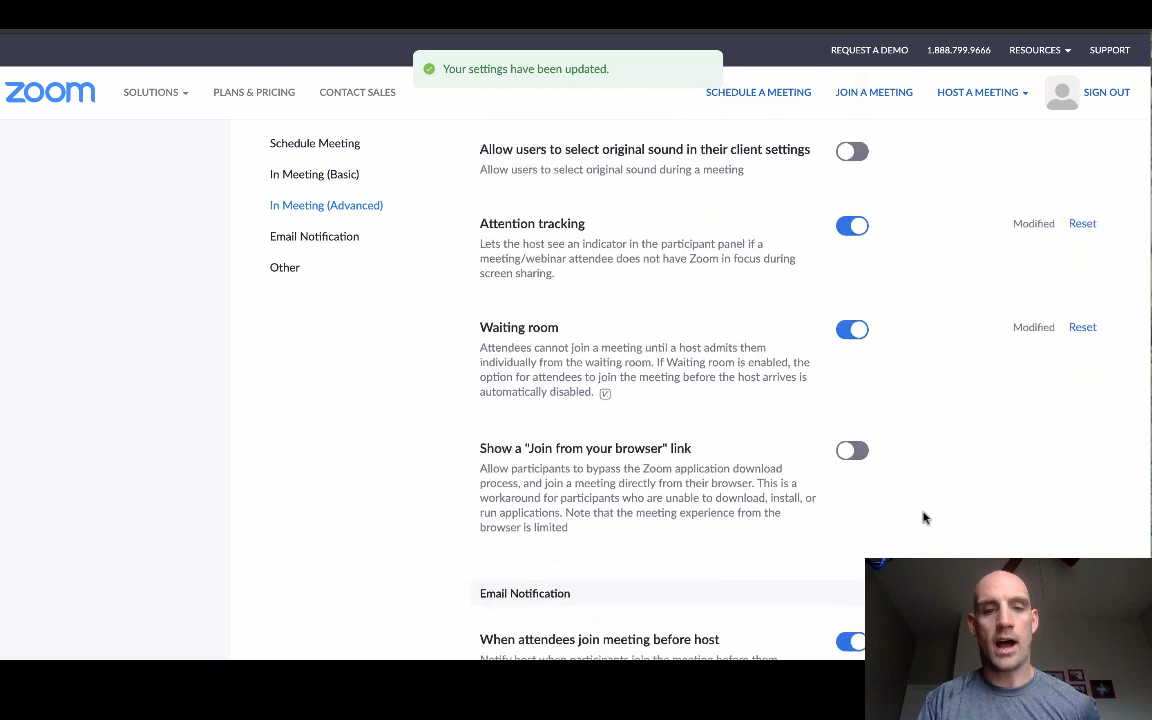 REQUEST A DEMO 1.888.799.9666 RESOURCES SUPPORT
Your settings have been updated.
zoom SOLUTIONS PLANS & PRICING CONTACT SALES SCHEDULE A MEETING JOIN A MEETING HOST A MEETING SIGN OUT
Schedule Meeting
In Meeting (Basic)
In Meeting (Advanced)
Email Notification
Other
Allow users to select original sound in their client settings
Allow users to select original sound during a meeting
Attention tracking
Modified Reset
Lets the host see an indicator in the participant panel if a
meeting/webinar attendee does not have Zoom in focus during
screen sharing.
Waiting room
Modified Reset
Attendees cannot join a meeting until a host admits them
individually from the waiting room. If Waiting room is enabled, the
option for attendees to join the meeting before the host arrives is
automatically disabled.
Show a "Join from your browser" link
Allow participants to bypass the Zoom application download
process, and join a meeting directly from their browser. This is a
workaround for participants who are unable to download, install, or
run applications. Note that the meeting experience from the
browser is limited
Email Notification
When attendees join meeting before host
Notify host when participants join the meeting before them